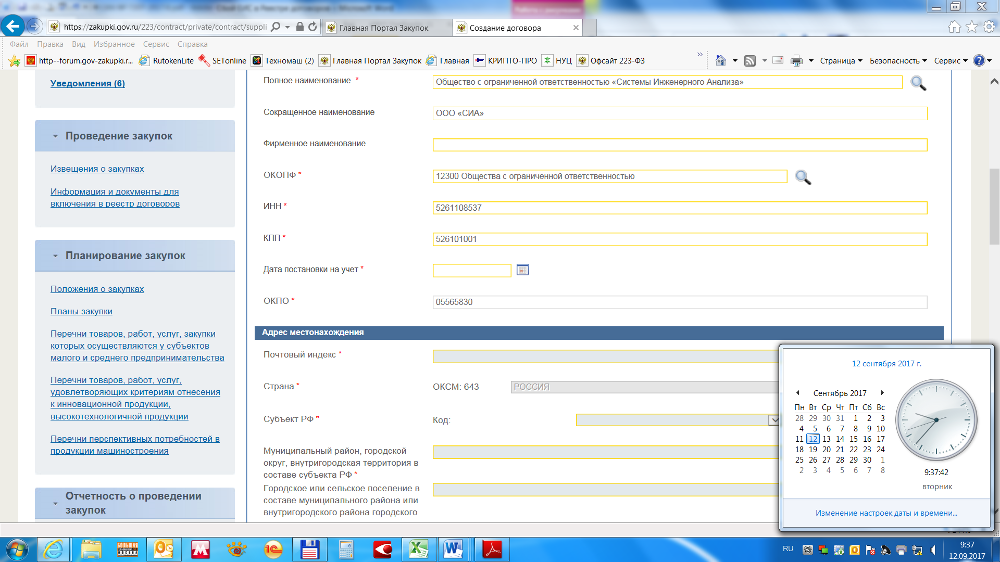 Microsoft Word
Работа с рисунками
https://zakupki.gov.ru/223/contract/private/contract/suppli
Главная Портал Закупок
Создание договора
Файл Правка Вид Избранное Сервис Справка
http--forum.gov-zakupki.r... RutokenLite SETonline Техномаш (2) Главная Портал Закупок Главная КРИПТО-ПРО НУЦ Офсайт 223-ФЗ
Страница Безопасность Сервис
Уведомления (6)
Проведение закупок
Извещения о закупках
Информация и документы для
включения в реестр договоров
Планирование закупок
Положения о закупках
Планы закупки
Перечни товаров, работ, услуг, закупки
которых осуществляются у субъектов
малого и среднего предпринимательства
Перечни товаров, работ, услуг,
удовлетворяющих критериям отнесения
к инновационной продукции,
высокотехнологичной продукции
Перечни перспективных потребностей в
продукции машиностроения
Отчетность о проведении
закупок
Полное наименование * Общество с ограниченной ответственностью «Системы Инженерного Анализа»
Сокращенное наименование ООО «СИА»
Фирменное наименование
ОКОПФ * 12300 Общества с ограниченной ответственностью
ИНН * 5261108537
КПП * 526101001
Дата постановки на учет *
ОКПО * 05565830
Адрес местонахождения
Почтовый индекс *
Страна * ОКСМ: 643 РОССИЯ
Субъект РФ * Код:
Муниципальный район, городской
округ, внутригородская территория в
составе субъекта РФ *
Городское или сельское поселение в
составе муниципального района или
внутригородского района городского
12 сентября 2017 г.
Сентябрь 2017
Пн Вт Ср Чт Пт Сб Вс
28 29 30 31 1 2 3
4 5 6 7 8 9 10
11 12 13 14 15 16 17
18 19 20 21 22 23 24
25 26 27 28 29 30 1
2 3 4 5 6 7 8
9:37:42
вторник
Изменение настроек даты и времени...
БОЛЬШАЯ
МОСКВА
1С
RU
9:37
12.09.2017